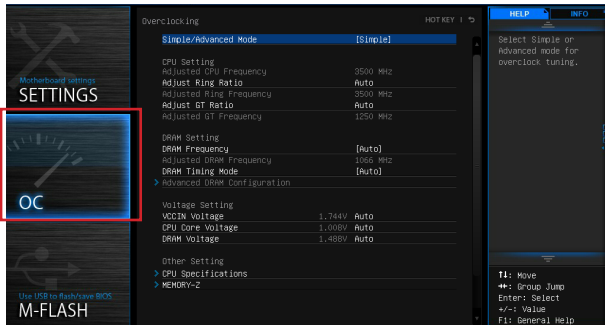 Motherboard settings
SETTINGS
OC
Use USB to flash/save BIOS
M-FLASH
Overclocking
HOT KEY
Simple/Advanced Mode [Simple]
CPU Setting
Adjusted CPU Frequency 3500 MHz
Adjust Ring Ratio Auto
Adjusted Ring Frequency 3500 MHz
Adjust GT Ratio Auto
Adjusted GT Frequency 1250 MHz
DRAM Setting
DRAM Frequency [Auto]
Adjusted DRAM Frequency 1066 MHz
DRAM Timing Mode [Auto]
> Advanced DRAM Configuration
Voltage Setting
VCCIN Voltage 1.744V Auto
CPU Core Voltage 1.008V Auto
DRAM Voltage 1.488V Auto
Other Setting
> CPU Specifications
> MEMORY-Z
HELP INFO
Select Simple or
Advanced mode for
overclock tuning.
↑↓: Move
→←: Group Jump
Enter: Select
+/-: Value
F1: General Help